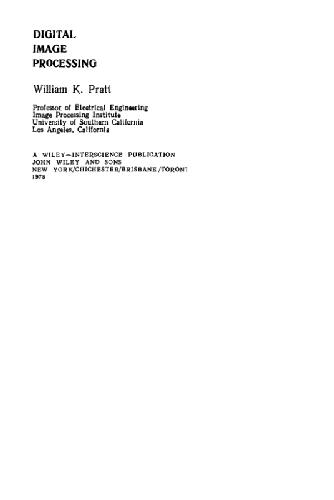 DIGITAL
IMAGE
PROCESSING
William K. Pratt
Professor of Electrical Engineering
Image Processing Institute
University of Southern California
Los Angeles, California
A WILEY—INTERSCIENCE PUBLICATION
JOHN WILEY AND SONS
NEW YORK/CHICHESTER/BRISBANE/TORONT
1978